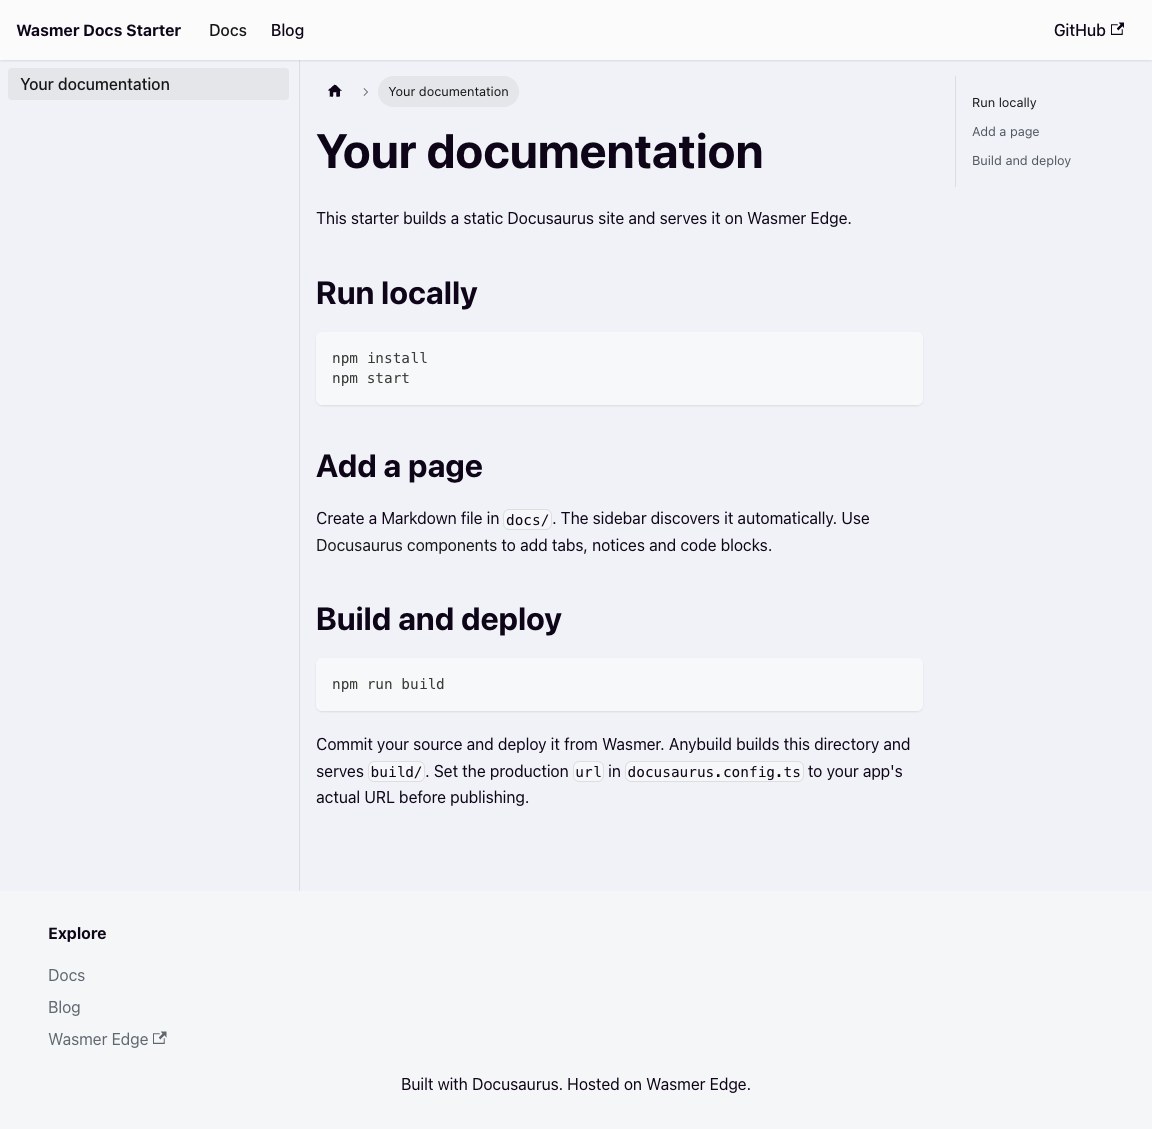 Wasmer Docs Starter
Docs
Blog
GitHub
Your documentation
Your documentation
Your documentation
This starter builds a static Docusaurus site and serves it on Wasmer Edge.
Run locally
npm install
npm start
Add a page
Create a Markdown file in docs/. The sidebar discovers it automatically. Use
Docusaurus components to add tabs, notices and code blocks.
Build and deploy
npm run build
Commit your source and deploy it from Wasmer. Anybuild builds this directory and
serves build/. Set the production url in docusaurus.config.ts to your app's
actual URL before publishing.
Run locally
Add a page
Build and deploy
Explore
Docs
Blog
Wasmer Edge
Built with Docusaurus. Hosted on Wasmer Edge.